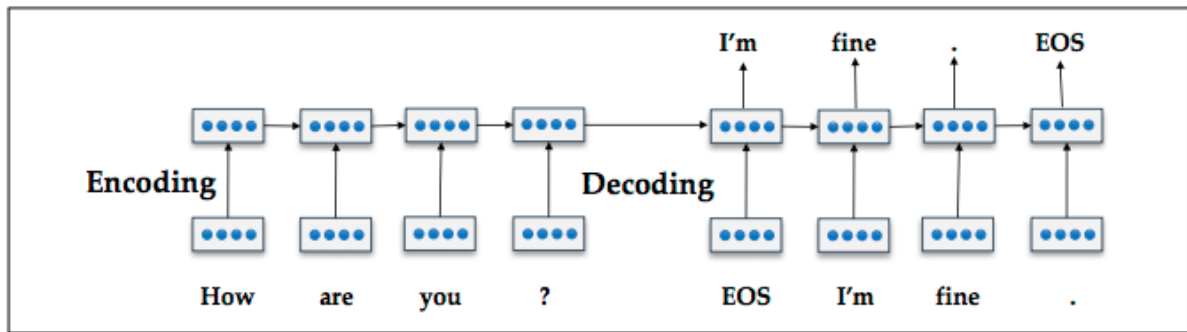 I'm fine . EOS
Encoding Decoding
How are you ? EOS I'm fine .